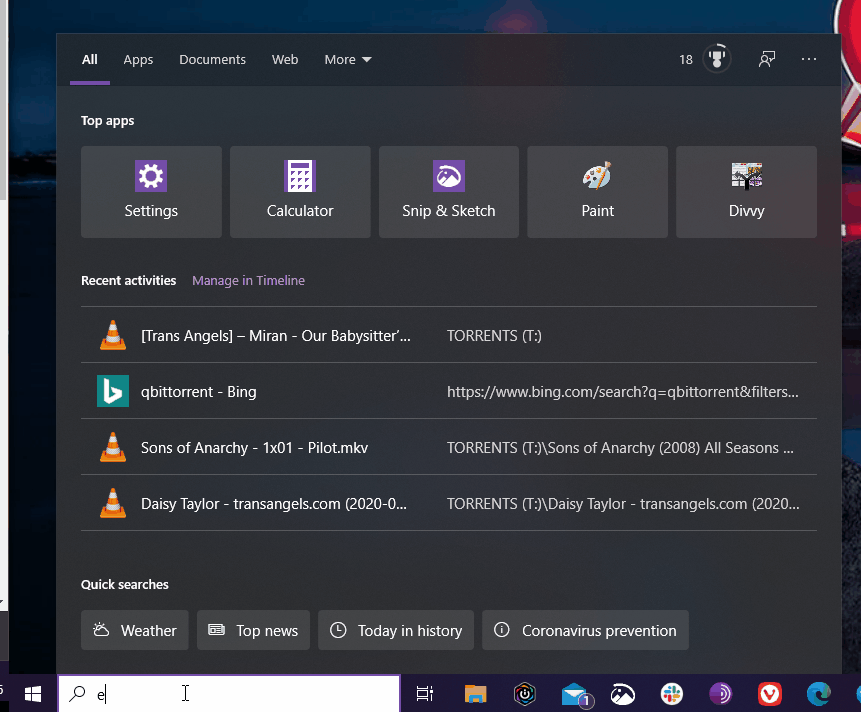 All Apps Documents Web More 18
Top apps
Settings Calculator Snip & Sketch Paint Divvy
Recent activities Manage in Timeline
[Trans Angels] – Miran - Our Babysitter’... TORRENTS (T:)
qbittorrent - Bing https://www.bing.com/search?q=qbittorrent&filters...
Sons of Anarchy - 1x01 - Pilot.mkv TORRENTS (T:)\Sons of Anarchy (2008) All Seasons ...
Daisy Taylor - transangels.com (2020-0... TORRENTS (T:)\Daisy Taylor - transangels.com (2020...
Quick searches
Weather Top news Today in history Coronavirus prevention
e 1